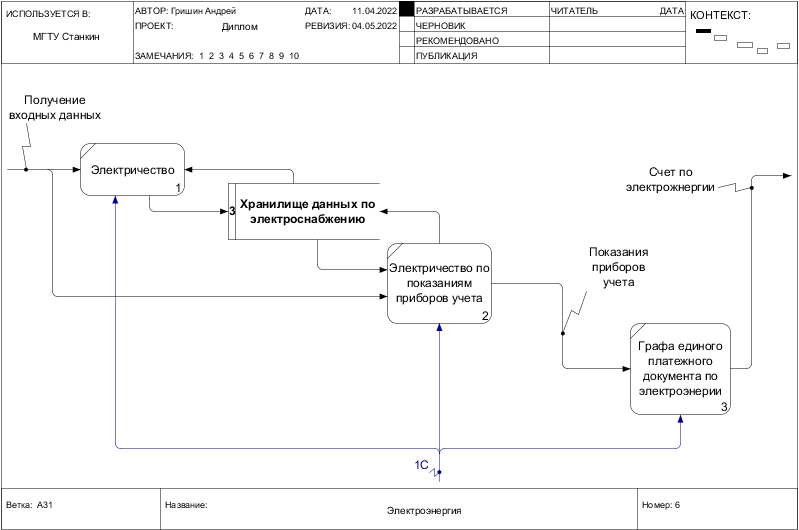 ИСПОЛЬЗУЕТСЯ В:
МГТУ Станкин
АВТОР: Гришин Андрей
ДАТА: 11.04.2022
ПРОЕКТ: Диплом
РЕВИЗИЯ: 04.05.2022
ЗАМЕЧАНИЯ: 1 2 3 4 5 6 7 8 9 10
РАЗРАБАТЫВАЕТСЯ
ЧЕРНОВИК
РЕКОМЕНДОВАНО
ПУБЛИКАЦИЯ
ЧИТАТЕЛЬ ДАТА
КОНТЕКСТ:
Получение
входных данных
Электричество
1
3
Хранилище данных по
электроснабжению
Счет по
электрожнергии
Электричество по
показаниям
приборов учета
2
Показания
приборов
учета
Графа единого
платежного
документа по
электроэнерии
3
1С
Ветка: А31
Название:
Электроэнергия
Номер: 6